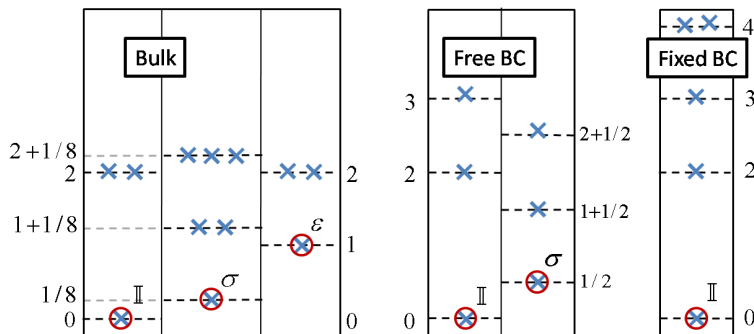 Bulk
Free BC
Fixed BC
4
3
3
2+1/8
2+1/2
2
2
2
2
1+1/8
ε
1+1/2
1
σ
σ
1/8
𝕀
1/2
𝕀
𝕀
0
0
0
0